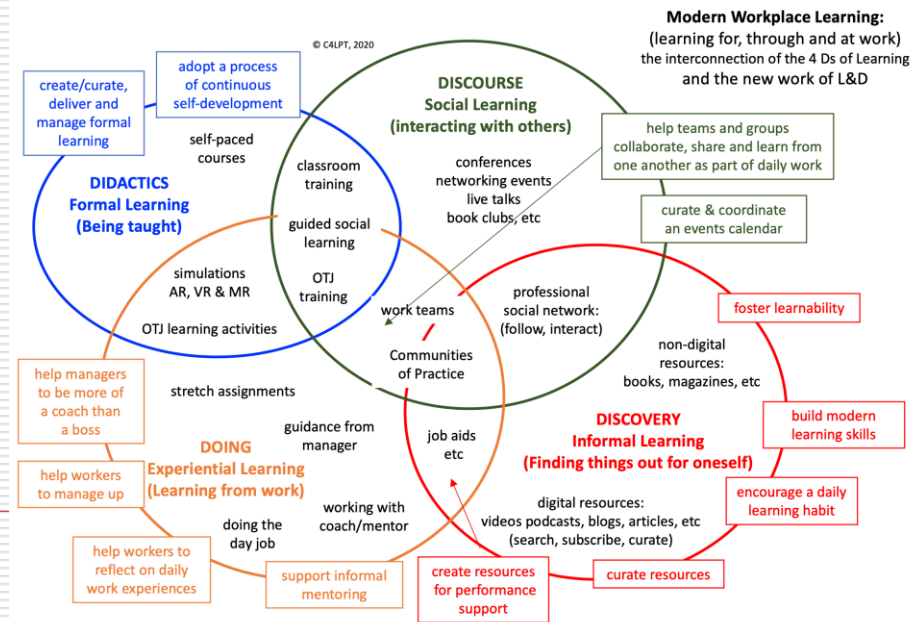 Modern Workplace Learning:
(learning for, through and at work)
the interconnection of the 4 Ds of Learning
and the new work of L&D
© C4LPT, 2020
create/curate,
deliver and
manage formal
learning
adopt a process
of continuous
self-development
DIDACTICS
Formal Learning
(Being taught)
self-paced
courses
classroom
training
guided social
learning
OTJ
training
simulations
AR, VR & MR
OTJ learning activities
DISCOURSE
Social Learning
(interacting with others)
conferences
networking events
live talks
book clubs, etc
help teams and groups
collaborate, share and learn from
one another as part of daily work
curate & coordinate
an events calendar
work teams
Communities
of Practice
professional
social network:
(follow, interact)
foster learnability
non-digital
resources:
books, magazines, etc
build modern
learning skills
DISCOVERY
Informal Learning
(Finding things out for oneself)
encourage a daily
learning habit
digital resources:
videos podcasts, blogs, articles, etc
(search, subscribe, curate)
curate resources
create resources
for performance
support
job aids
etc
help managers
to be more of
a coach than
a boss
stretch assignments
guidance from
manager
DOING
Experiential Learning
(Learning from work)
help workers
to manage up
working with
coach/mentor
doing the
day job
help workers to
reflect on daily
work experiences
support informal
mentoring